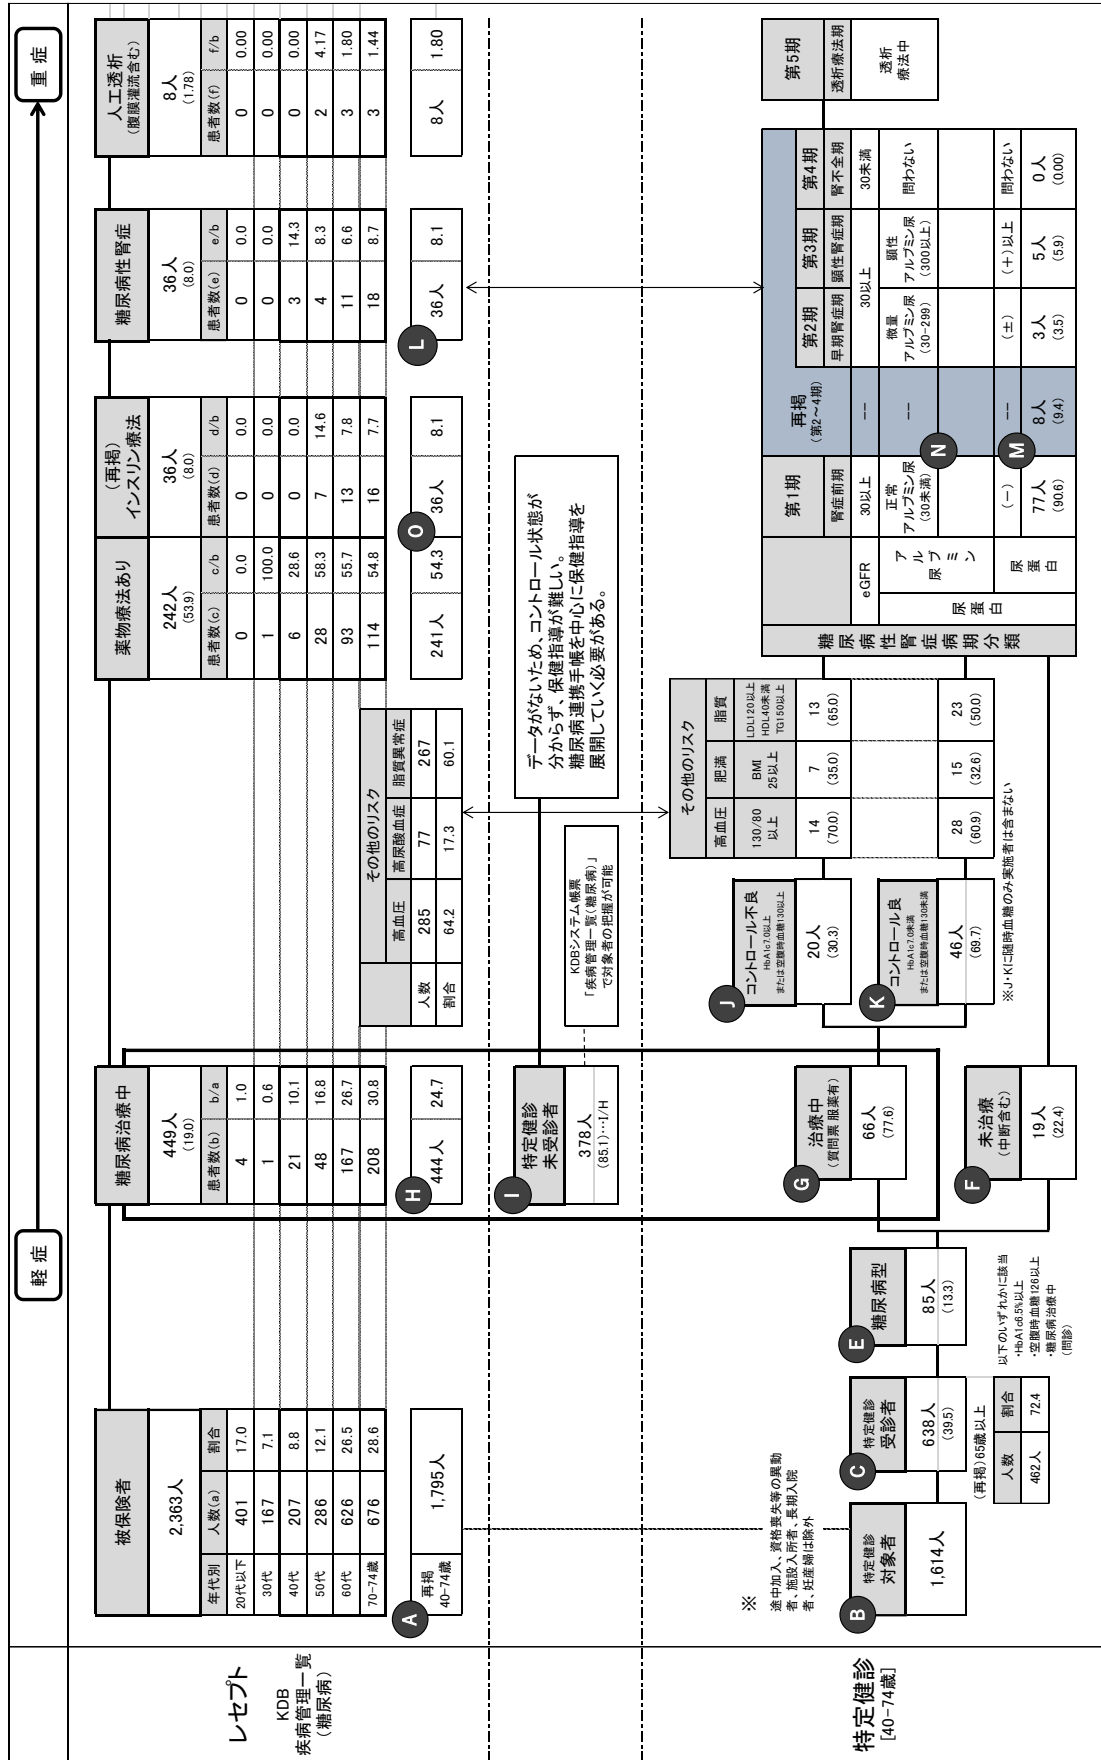 軽症
重症
レセプト
KDB
疾病管理一覧
(糖尿病)
被保険者
2,363人
年代別 人数(a) 割合
20代以下 401 17.0
30代 167 7.1
40代 207 8.8
50代 286 12.1
60代 626 26.5
70-74歳 676 28.6
A
再掲
40-74歳
1,795人
糖尿病治療中
449人
(19.0)
患者数(b) b/a
4 1.0
1 0.6
21 10.1
48 16.8
167 26.7
208 30.8
H
444人 24.7
その他のリスク
高血圧 高尿酸血症 脂質異常症
人数 285 77 267
割合 64.2 17.3 60.1
薬物療法あり
242人
(53.9)
患者数(c) c/b
0 0.0
1 100.0
6 28.6
28 58.3
93 55.7
114 54.8
241人 54.3
(再掲)
インスリン療法
36人
(8.0)
患者数(d) d/b
0 0.0
0 0.0
0 0.0
7 14.6
13 7.8
16 7.7
O
36人 8.1
糖尿病性腎症
36人
(8.0)
患者数(e) e/b
0 0.0
0 0.0
3 14.3
4 8.3
11 6.6
18 8.7
L
36人 8.1
人工透析
(腹膜灌流含む)
8人
(1.78)
患者数(f) f/b
0 0.00
0 0.00
0 0.00
2 4.17
3 1.80
3 1.44
8人 1.80
I
特定健診
未受診者
378人
(85.1)…I/H
KDBシステム帳票
「疾病管理一覧(糖尿病)」
で対象者の把握が可能
データがないため、コントロール状態が
分からず、保健指導が難しい。
糖尿病連携手帳を中心に保健指導を
展開していく必要がある。
特定健診
[40-74歳]
※
途中加入、資格喪失等の異動
者、施設入所者、長期入院
者、妊産婦は除外
B
特定健診
対象者
1,614人
C
特定健診
受診者
638人
(39.5)
(再掲)65歳以上
人数 割合
462人 72.4
E
糖尿病型
85人
(13.3)
以下のいずれかに該当
・HbA1c6.5%以上
・空腹時血糖126以上
・糖尿病治療中
(問診)
G
治療中
(質問票 服薬有)
66人
(77.6)
F
未治療
(中断含む)
19人
(22.4)
J
コントロール不良
HbA1c7.0以上
または空腹時血糖130以上
20人
(30.3)
K
コントロール良
HbA1c7.0未満
または空腹時血糖130未満
46人
(69.7)
※J・Kに随時血糖のみ実施者は含まない
その他のリスク
高血圧 肥満 脂質
130/80
以上
BMI
25以上
LDL120以上
HDL40未満
TG150以上
14 7 13
(70.0) (35.0) (65.0)
28 15 23
(60.9) (32.6) (50.0)
糖尿病性腎症病期分類
第1期 再掲 (第2~4期) 第2期 第3期 第4期 第5期
腎症前期 早期腎症期 顕性腎症期 腎不全期 透析療法期
eGFR 30以上 -- 30以上 30未満
透析
療法中
尿蛋白
アルブミン尿
正常
アルブミン尿
(30未満)
--
微量
アルブミン尿
(30-299)
顕性
アルブミン尿
(300以上)
問わない
N
尿蛋白 (-) -- (±) (+)以上 問わない
M
77人 8人 3人 5人 0人
(90.6) (9.4) (3.5) (5.9) (0.00)